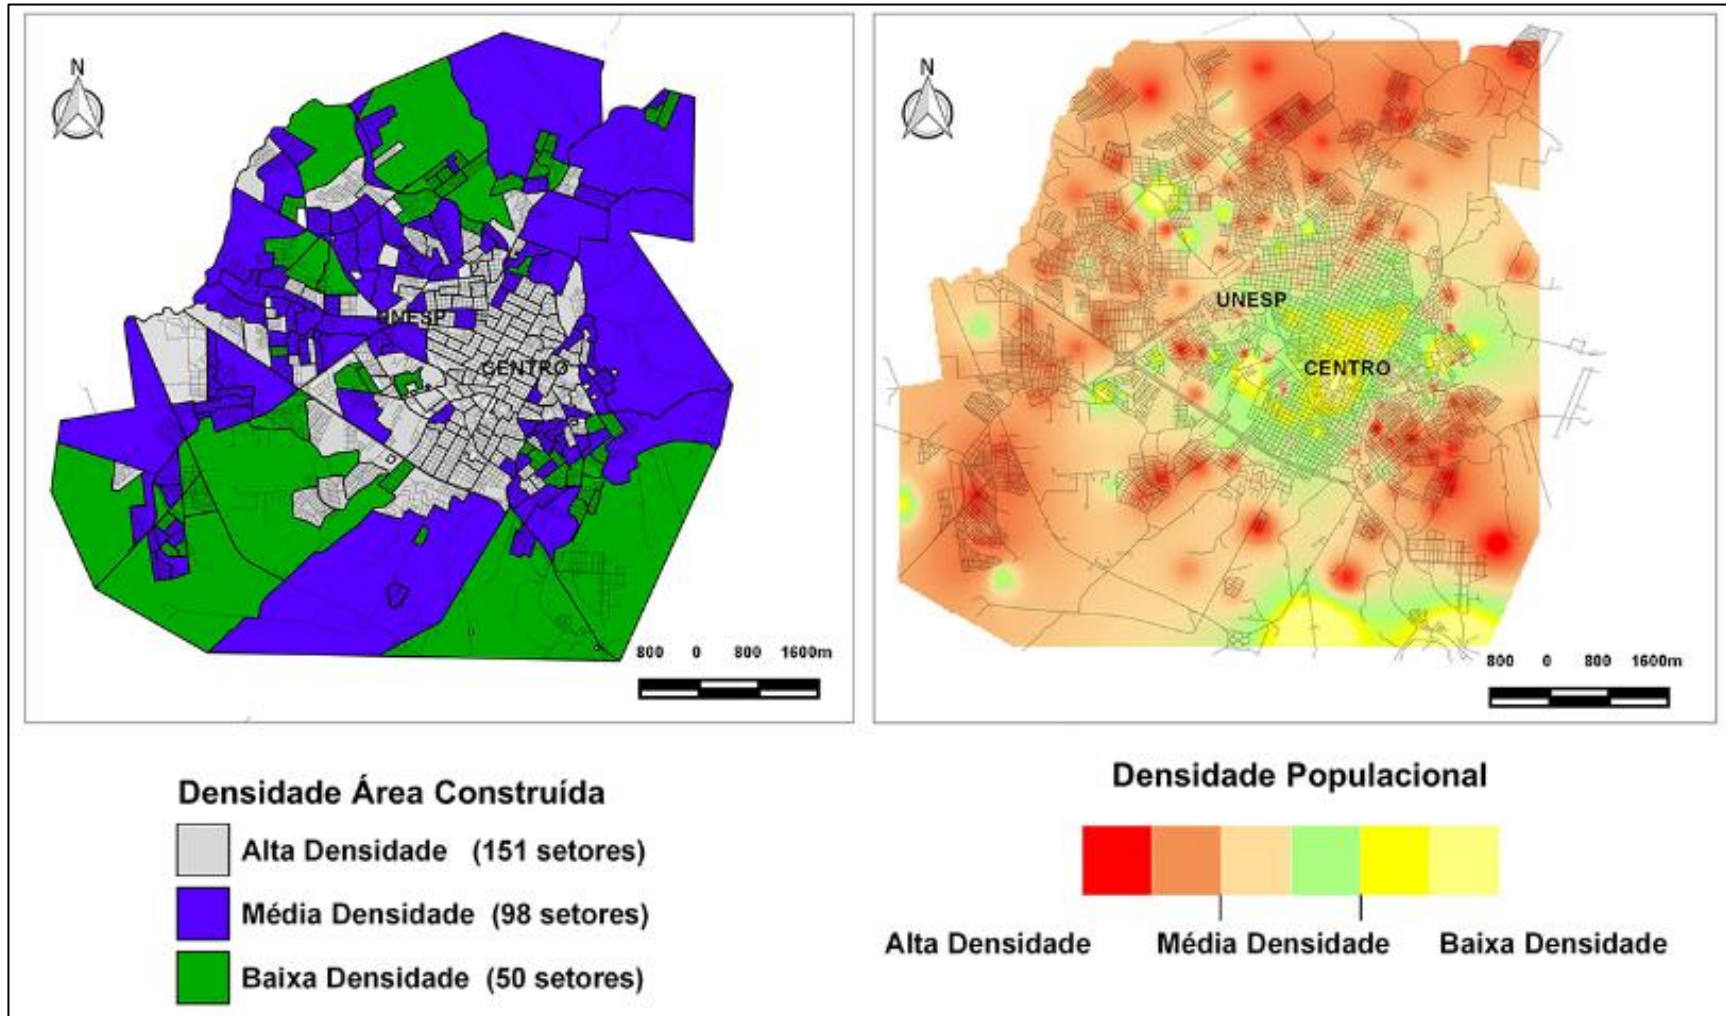 N
UNESP
CENTRO
800 0 800 1600m
N
UNESP
CENTRO
800 0 800 1600m
Densidade Área Construída
Alta Densidade (151 setores)
Média Densidade (98 setores)
Baixa Densidade (50 setores)
Densidade Populacional
Alta Densidade Média Densidade Baixa Densidade